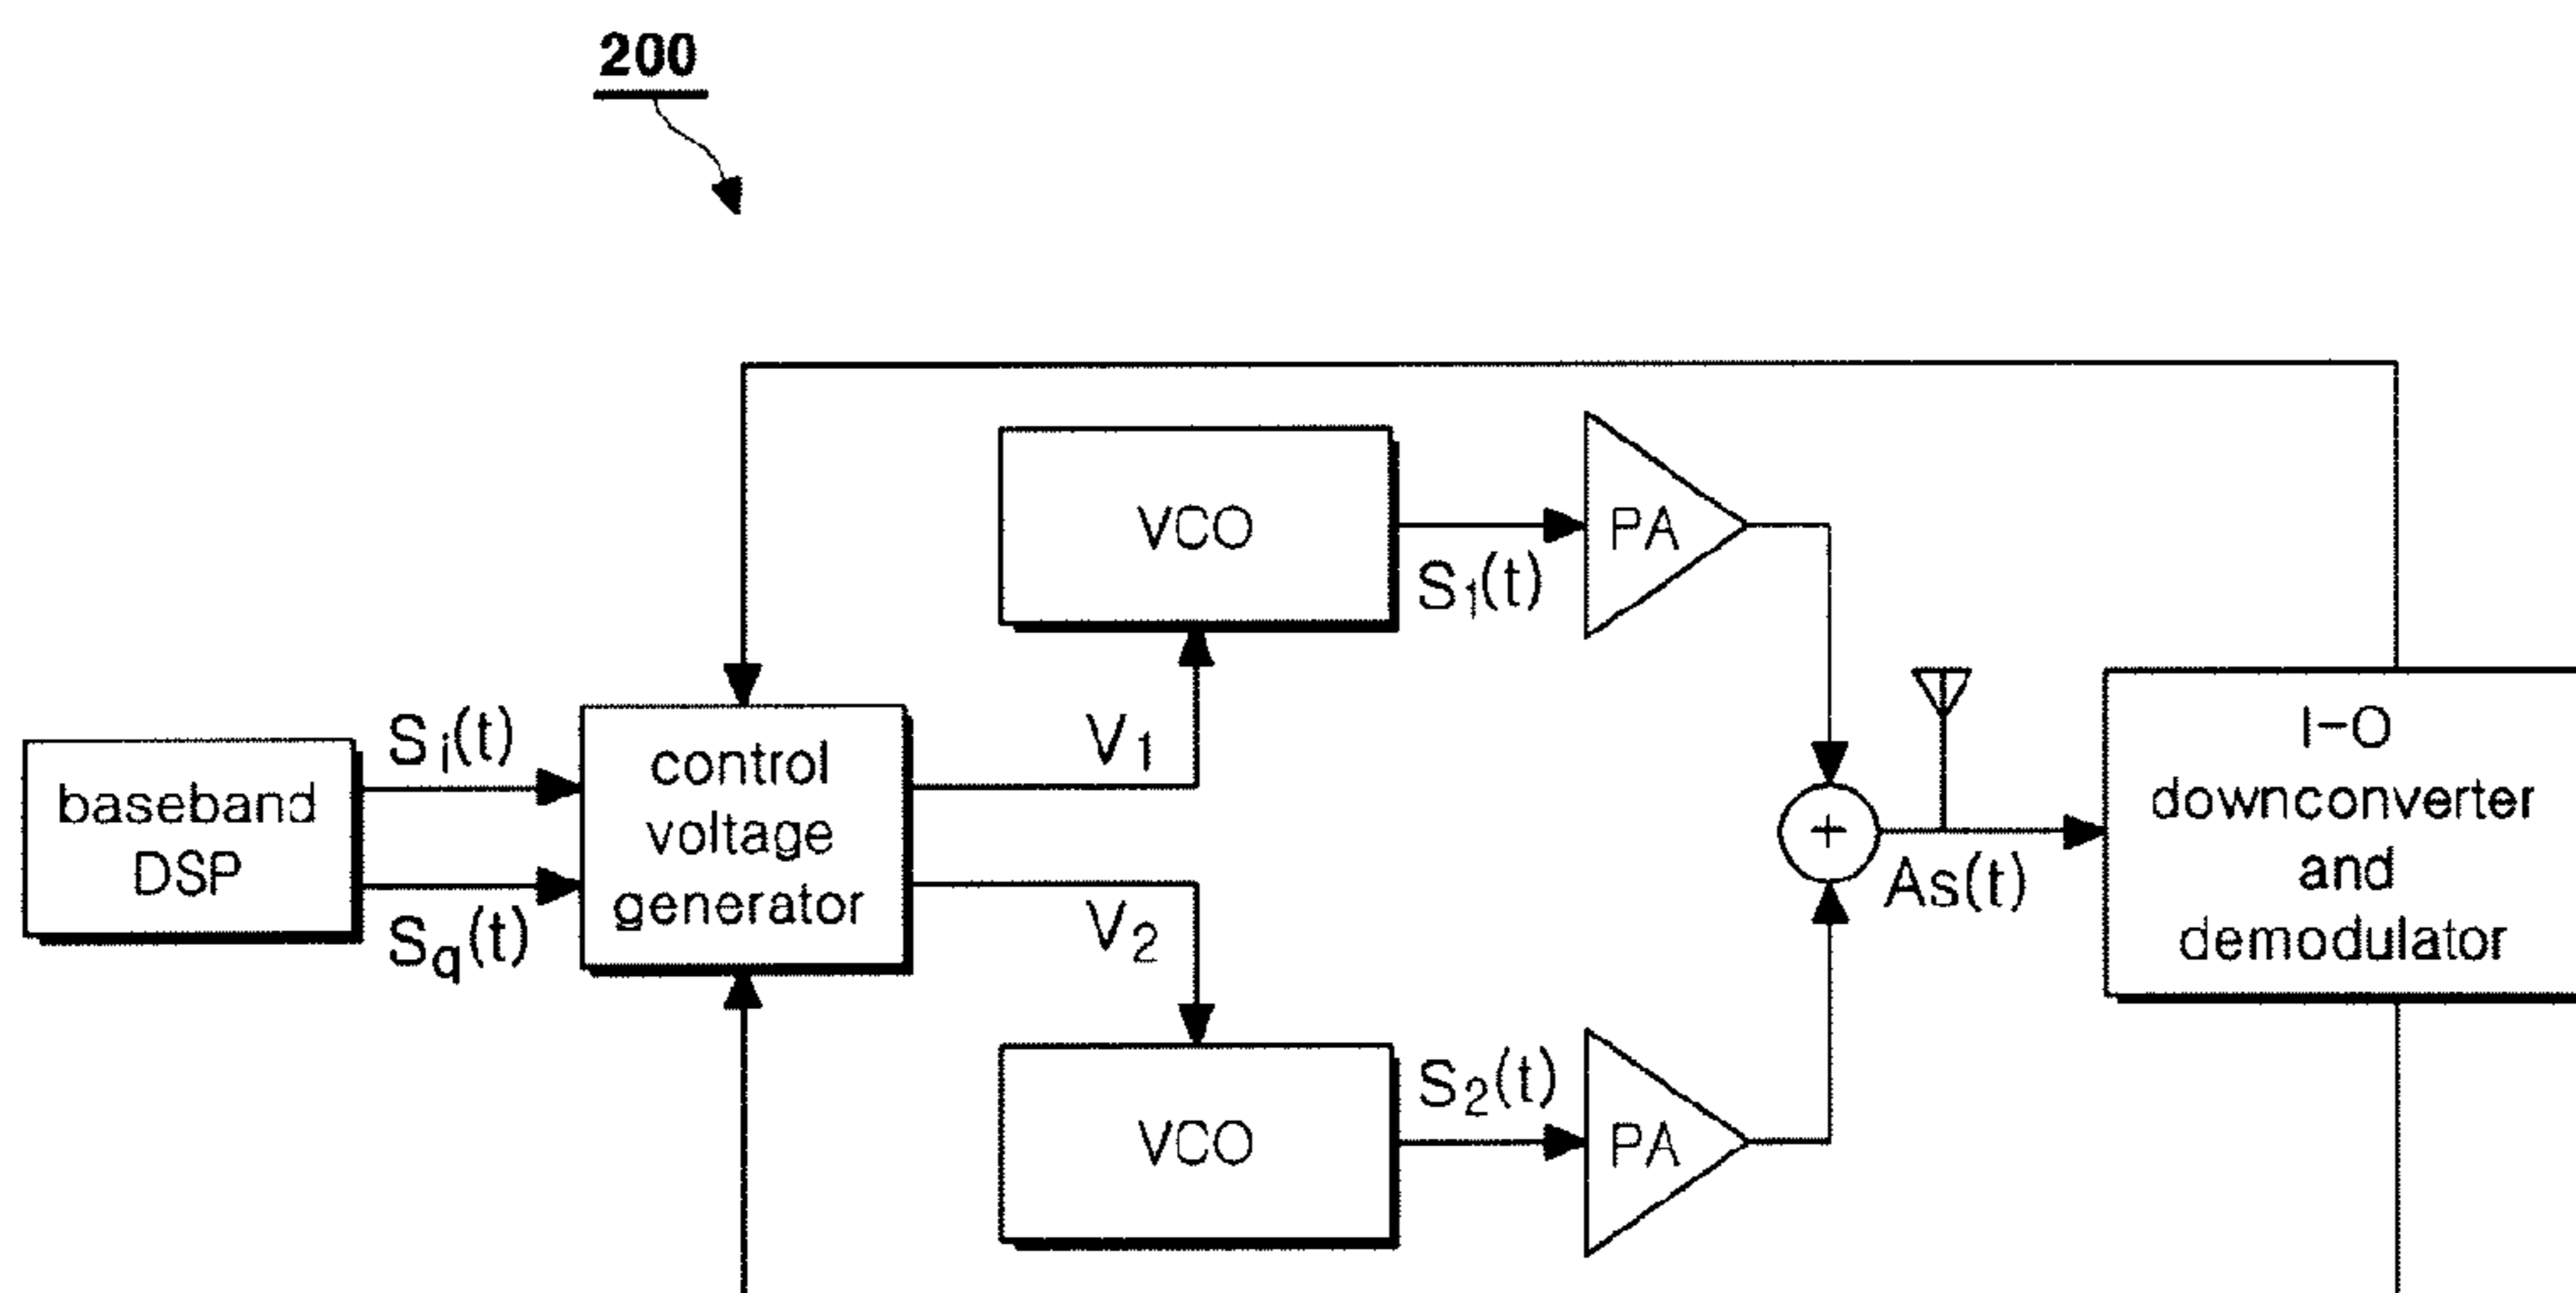 200
VCO
PA
S1(t)
Si(t)
V1
control
voltage
generator
baseband
DSP
Sq(t)
V2
+
As(t)
I-O
downconverter
and
demodulator
S2(t)
VCO
PA